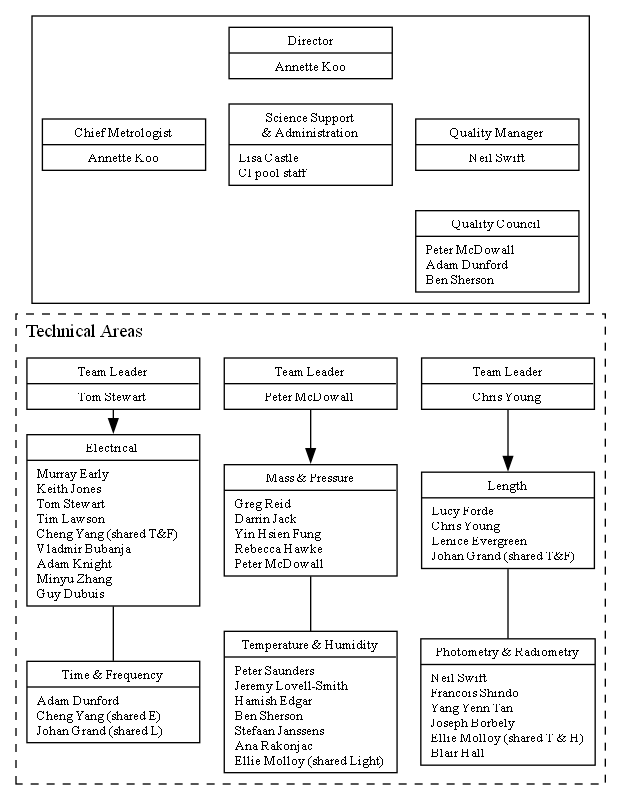 Director
Annette Koo
Chief Metrologist
Annette Koo
Science Support
& Administration
Lisa Castle
CI pool staff
Quality Manager
Neil Swift
Quality Council
Peter McDowall
Adam Dunford
Ben Sherson
Technical Areas
Team Leader
Tom Stewart
Electrical
Murray Early
Keith Jones
Tom Stewart
Tim Lawson
Cheng Yang (shared T&F)
Vladmir Bubanja
Adam Knight
Minyu Zhang
Guy Dubuis
Time & Frequency
Adam Dunford
Cheng Yang (shared E)
Johan Grand (shared L)
Team Leader
Peter McDowall
Mass & Pressure
Greg Reid
Darrin Jack
Yin Hsien Fung
Rebecca Hawke
Peter McDowall
Temperature & Humidity
Peter Saunders
Jeremy Lovell-Smith
Hamish Edgar
Ben Sherson
Stefaan Janssens
Ana Rakonjac
Ellie Molloy (shared Light)
Team Leader
Chris Young
Length
Lucy Forde
Chris Young
Lenice Evergreen
Johan Grand (shared T&F)
Photometry & Radiometry
Neil Swift
Francois Shindo
Yang Yenn Tan
Joseph Borbely
Ellie Molloy (shared T & H)
Blair Hall